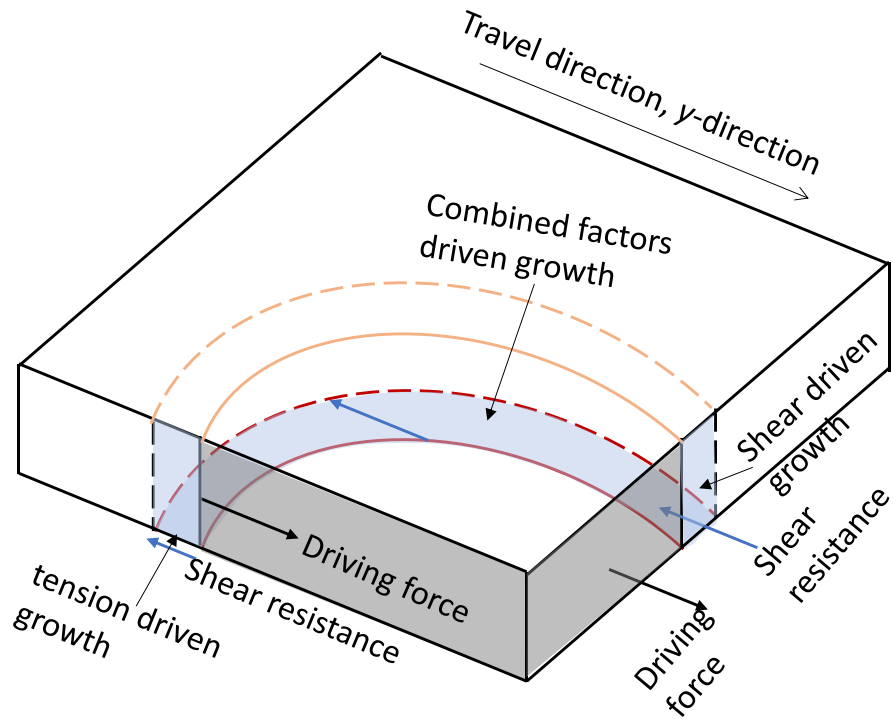 Travel direction, y-direction
Combined factors
driven growth
Shear driven
growth
Shear
resistance
Driving force
Shear resistance
tension driven
growth
Driving
force